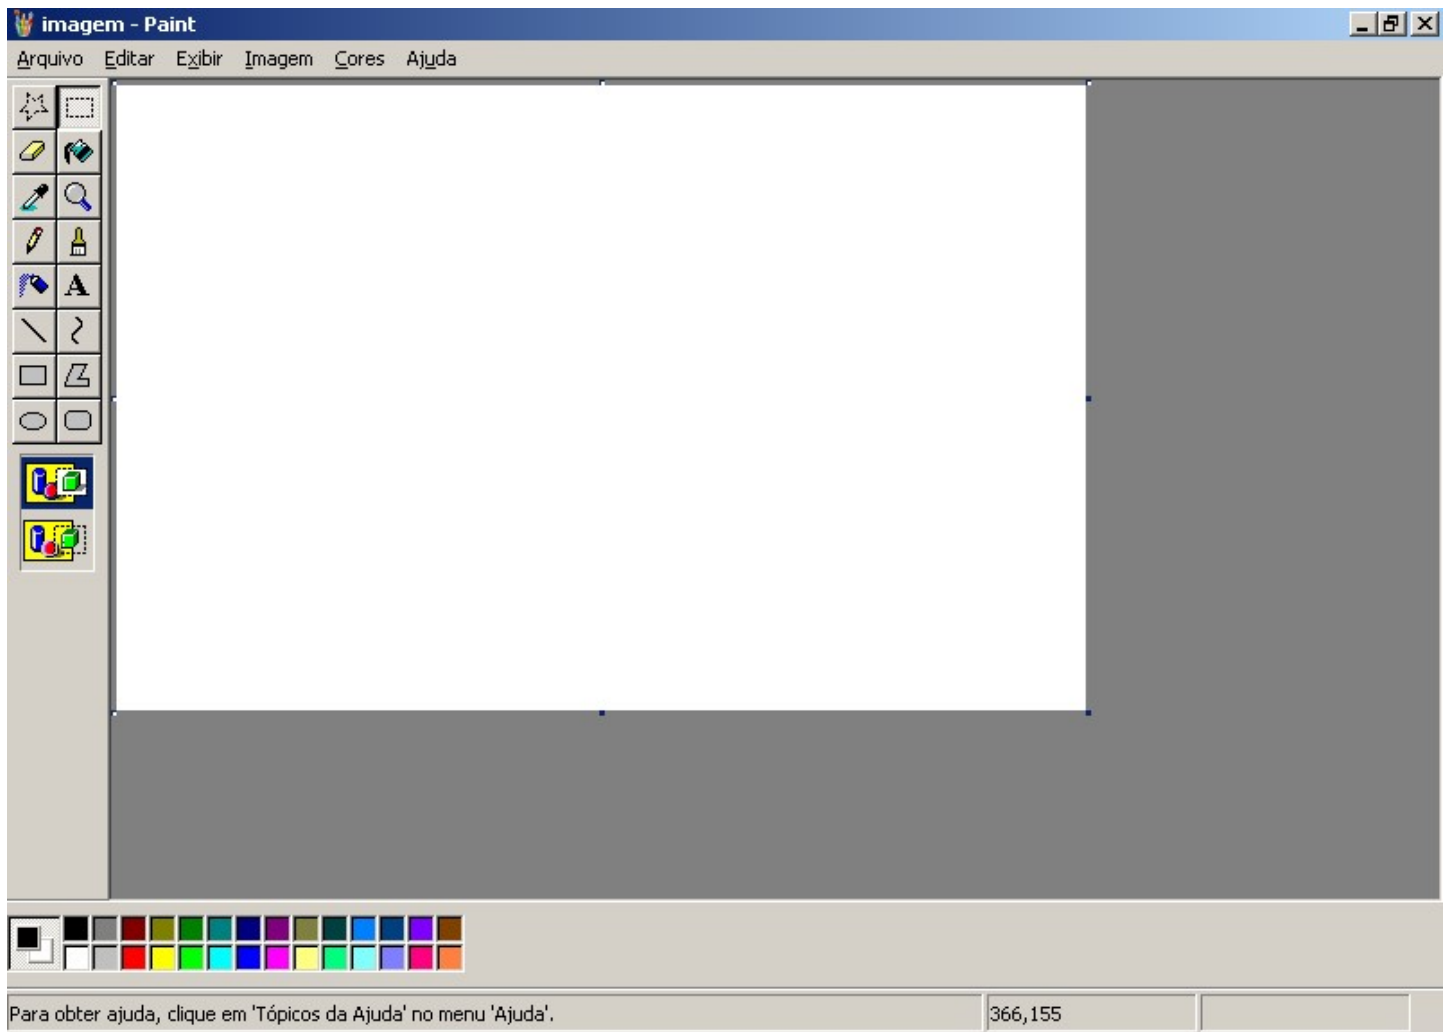 imagem - Paint
Arquivo Editar Exibir Imagem Cores Ajuda
A
Para obter ajuda, clique em 'Tópicos da Ajuda' no menu 'Ajuda'.
366,155